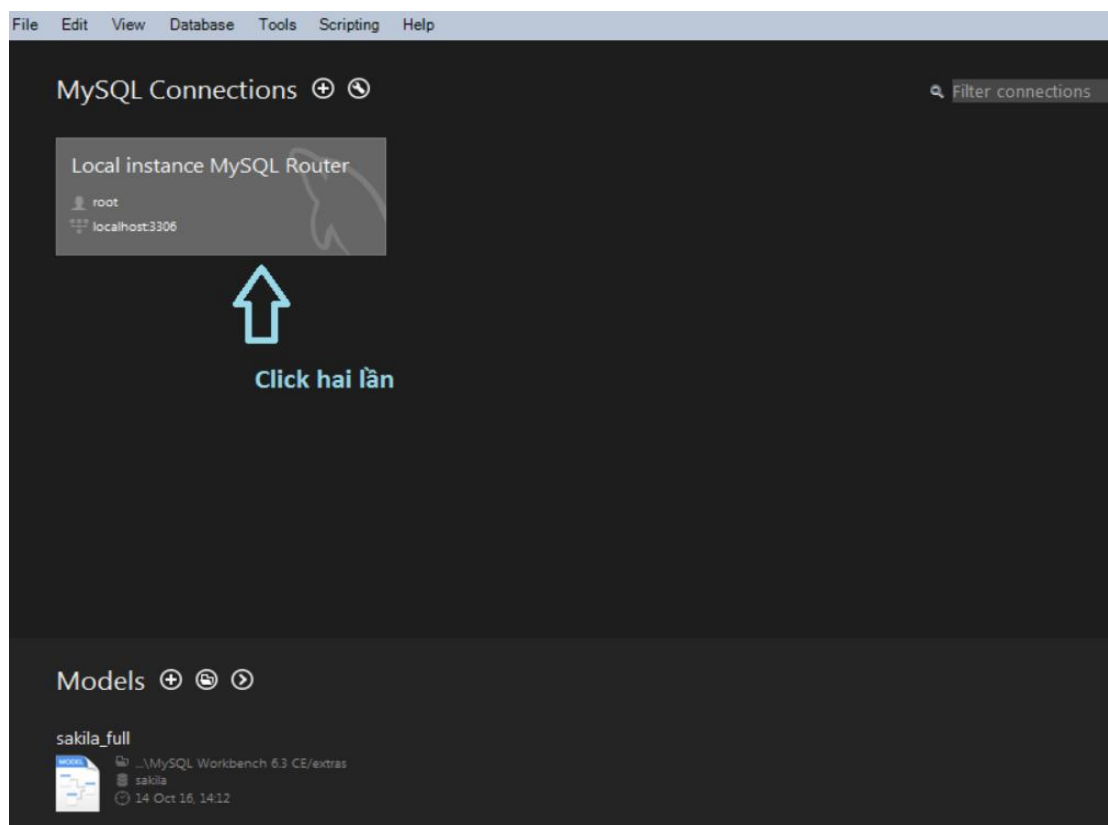 File Edit View Database Tools Scripting Help
MySQL Connections
Filter connections
Local instance MySQL Router
root
localhost:3306
Click hai lần
Models
sakila_full
MODEL
...\MySQL Workbench 6.3 CE/extras
sakila
14 Oct 16, 14:12